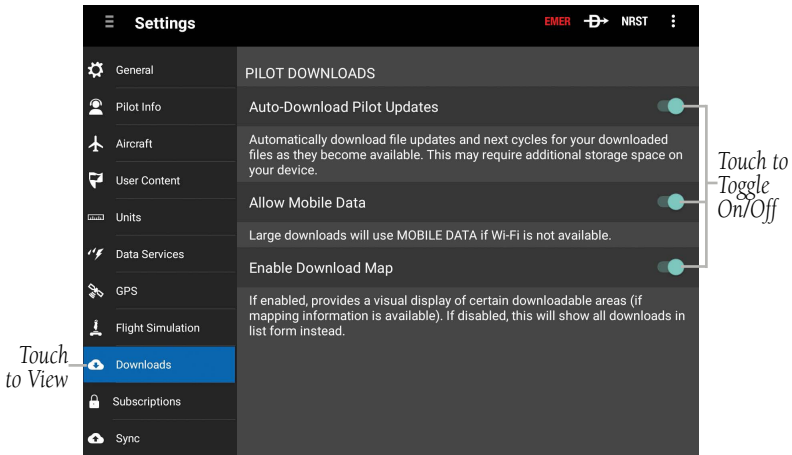 Settings
EMER D NRST
General
Pilot Info
Aircraft
User Content
Units
Data Services
GPS
Flight Simulation
Downloads
Subscriptions
Sync
PILOT DOWNLOADS
Auto-Download Pilot Updates
Automatically download file updates and next cycles for your downloaded
files as they become available. This may require additional storage space on
your device.
Allow Mobile Data
Large downloads will use MOBILE DATA if Wi-Fi is not available.
Enable Download Map
If enabled, provides a visual display of certain downloadable areas (if
mapping information is available). If disabled, this will show all downloads in
list form instead.
Touch to
Toggle
On/Off
Touch
to View